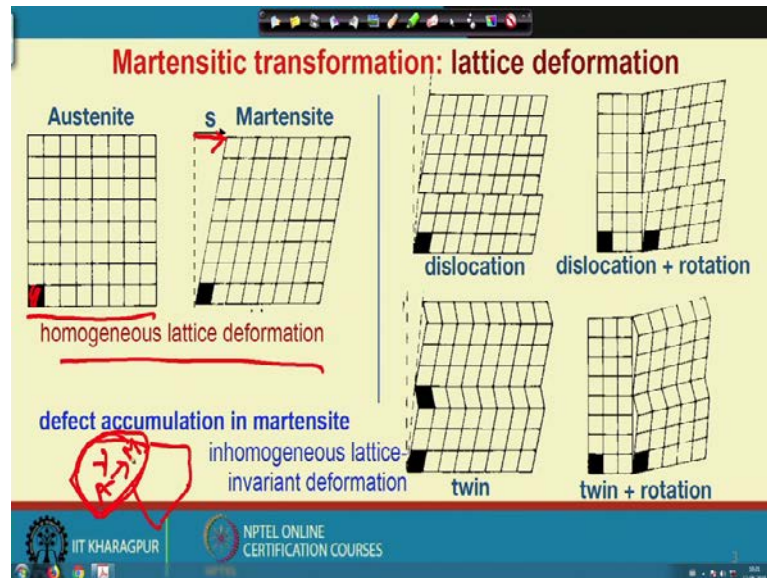 Martensitic transformation: lattice deformation
Austenite
S
Martensite
homogeneous lattice deformation
defect accumulation in martensite
inhomogeneous lattice-
invariant deformation
dislocation
dislocation + rotation
twin
twin + rotation
IIT KHARAGPUR
NPTEL ONLINE
CERTIFICATION COURSES
3